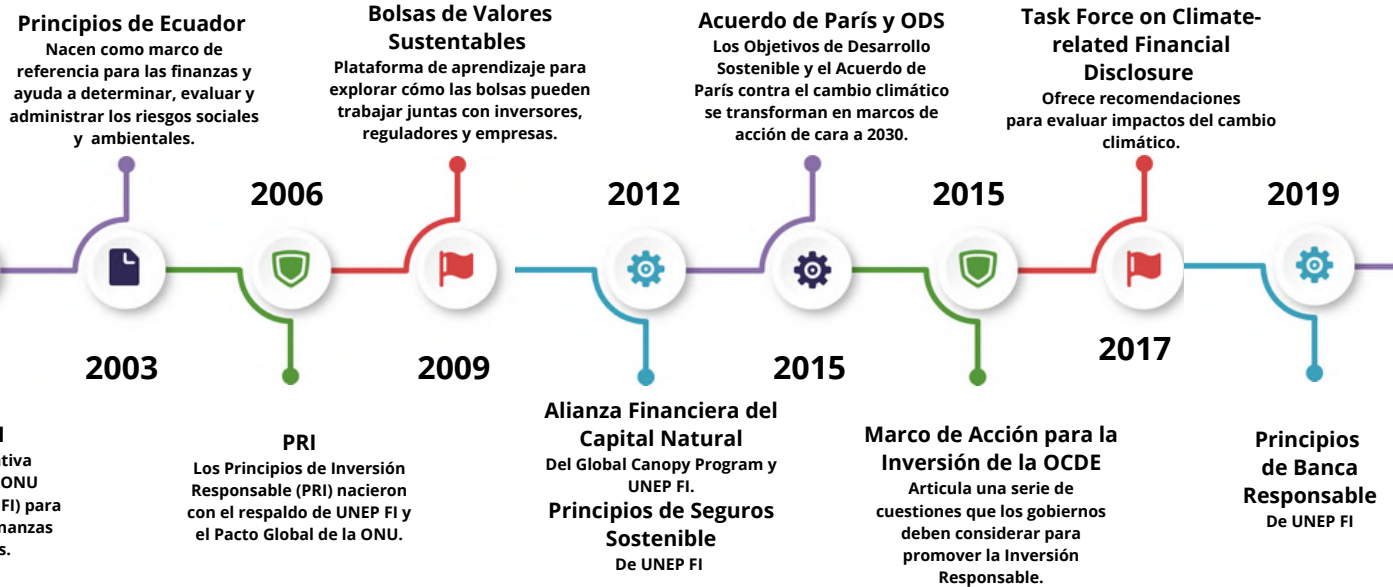 Principios de Ecuador
Nacen como marco de
referencia para las finanzas y
ayuda a determinar, evaluar y
administrar los riesgos sociales
y ambientales.
2003
2006
PRI
Los Principios de Inversión
Responsable (PRI) nacieron
con el respaldo de UNEP FI y
el Pacto Global de la ONU.
Bolsas de Valores
Sustentables
Plataforma de aprendizaje para
explorar cómo las bolsas pueden
trabajar juntas con inversores,
reguladores y empresas.
2009
2012
Alianza Financiera del
Capital Natural
Del Global Canopy Program y
UNEP FI.
Principios de Seguros
Sostenible
De UNEP FI
Acuerdo de París y ODS
Los Objetivos de Desarrollo
Sostenible y el Acuerdo de
París contra el cambio climático
se transforman en marcos de
acción de cara a 2030.
2015
2015
Marco de Acción para la
Inversión de la OCDE
Articula una serie de
cuestiones que los gobiernos
deben considerar para
promover la Inversión
Responsable.
Task Force on Climate-
related Financial
Disclosure
Ofrece recomendaciones
para evaluar impactos del cambio
climático.
2017
2019
Principios
de Banca
Responsable
De UNEP FI
ONU
FI) para